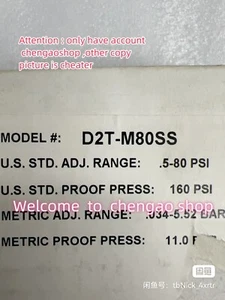 Attention : only have account
chengaoshop ,other copy
picture is cheater
MODEL #: D2T-M80SS
U.S. STD. ADJ. RANGE: .5-80 PSI
U.S. STD. PROOF PRESS: 160 PSI
Welcome to chengao shop
METRIC ADJ. RANGE: .034-5.52 BAR
METRIC PROOF PRESS: 11.0
闲鱼号: tbNick_Axrlr